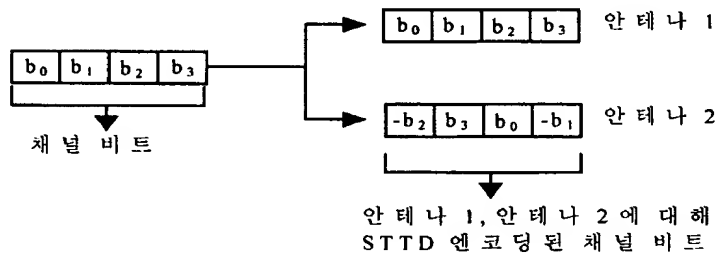 b₀ b₁ b₂ b₃ 안테나 1
b₀ b₁ b₂ b₃
-b₂ b₃ b₀ -b₁ 안테나 2
채널 비트
안테나 1, 안테나 2에 대해
STTD 엔코딩된 채널 비트